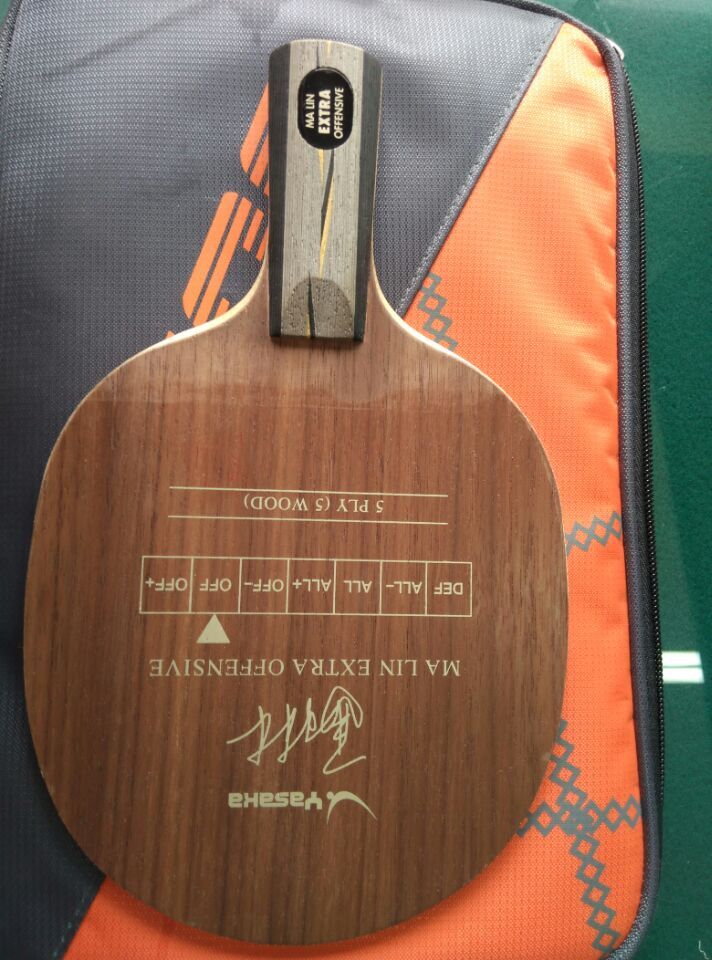 MA LIN
EXTRA
OFFENSIVE
Yasaka
MA LIN EXTRA OFFENSIVE
DEF ALL- ALL ALL+ OFF- OFF OFF+
5 PLY (5 WOOD)